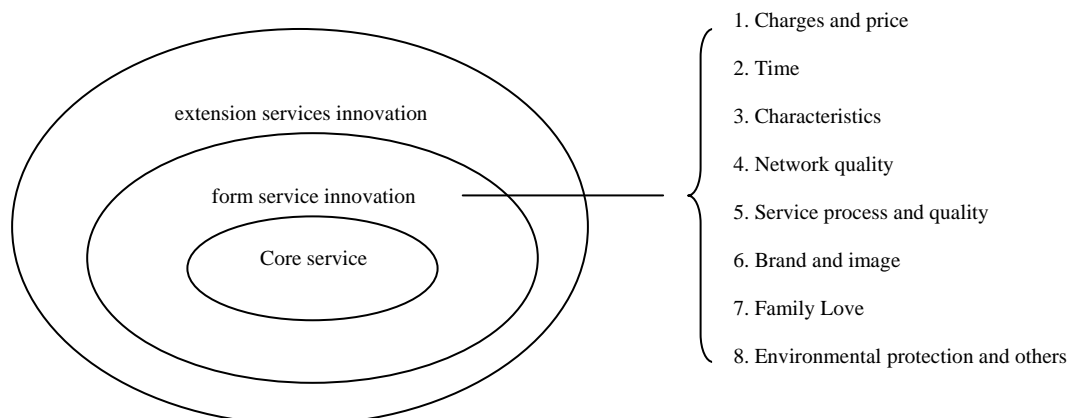 extension services innovation
form service innovation
Core service
1. Charges and price
2. Time
3. Characteristics
4. Network quality
5. Service process and quality
6. Brand and image
7. Family Love
8. Environmental protection and others